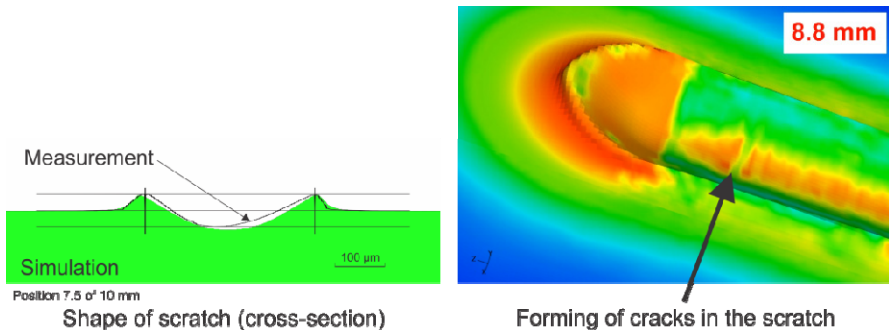 Measurement
Simulation
100 µm
Position 7.5 of 10 mm
Shape of scratch (cross-section)
8.8 mm
z
Forming of cracks in the scratch